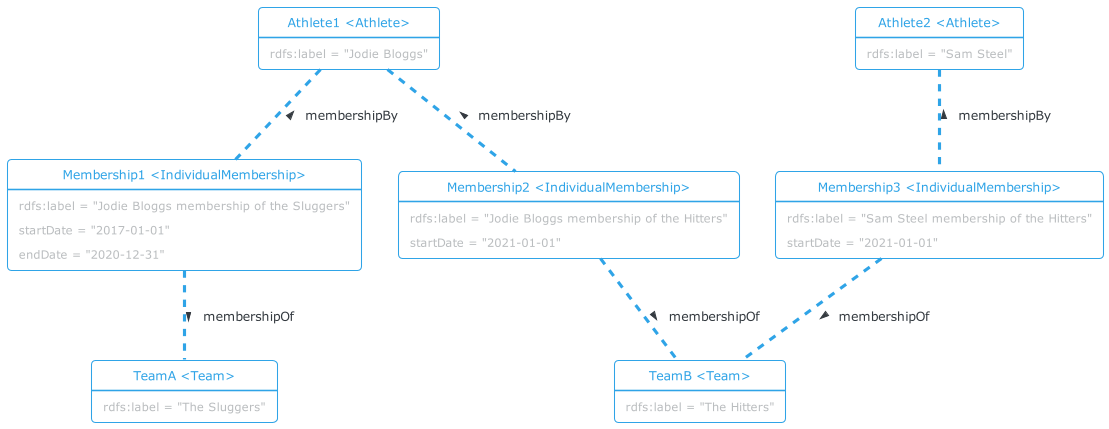 Athlete1 <Athlete>
rdfs:label = "Jodie Bloggs"
Athlete2 <Athlete>
rdfs:label = "Sam Steel"
membershipBy
membershipBy
membershipBy
Membership1 <IndividualMembership>
rdfs:label = "Jodie Bloggs membership of the Sluggers"
startDate = "2017-01-01"
endDate = "2020-12-31"
Membership2 <IndividualMembership>
rdfs:label = "Jodie Bloggs membership of the Hitters"
startDate = "2021-01-01"
Membership3 <IndividualMembership>
rdfs:label = "Sam Steel membership of the Hitters"
startDate = "2021-01-01"
membershipOf
membershipOf
membershipOf
TeamA <Team>
rdfs:label = "The Sluggers"
TeamB <Team>
rdfs:label = "The Hitters"